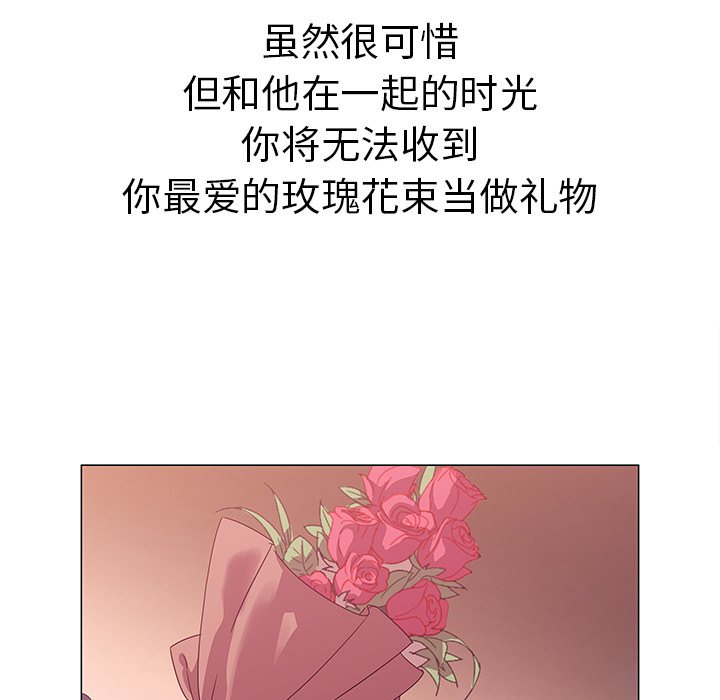 虽然很可惜
但和他在一起的时光
你将无法收到
你最爱的玫瑰花束当做礼物